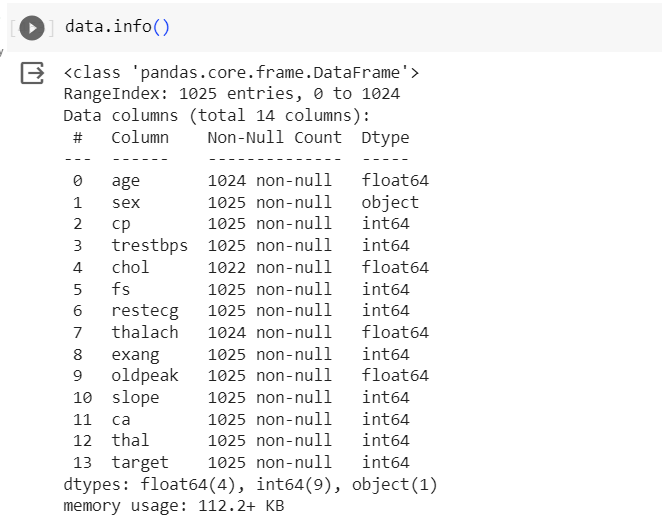 data.info()
<class 'pandas.core.frame.DataFrame'>
RangeIndex: 1025 entries, 0 to 1024
Data columns (total 14 columns):
 #   Column    Non-Null Count  Dtype
---  ------    --------------  -----
 0   age       1024 non-null   float64
 1   sex       1025 non-null   object
 2   cp        1025 non-null   int64
 3   trestbps  1025 non-null   int64
 4   chol      1022 non-null   float64
 5   fs        1025 non-null   int64
 6   restecg   1025 non-null   int64
 7   thalach   1024 non-null   float64
 8   exang     1025 non-null   int64
 9   oldpeak   1025 non-null   float64
 10  slope     1025 non-null   int64
 11  ca        1025 non-null   int64
 12  thal      1025 non-null   int64
 13  target    1025 non-null   int64
dtypes: float64(4), int64(9), object(1)
memory usage: 112.2+ KB